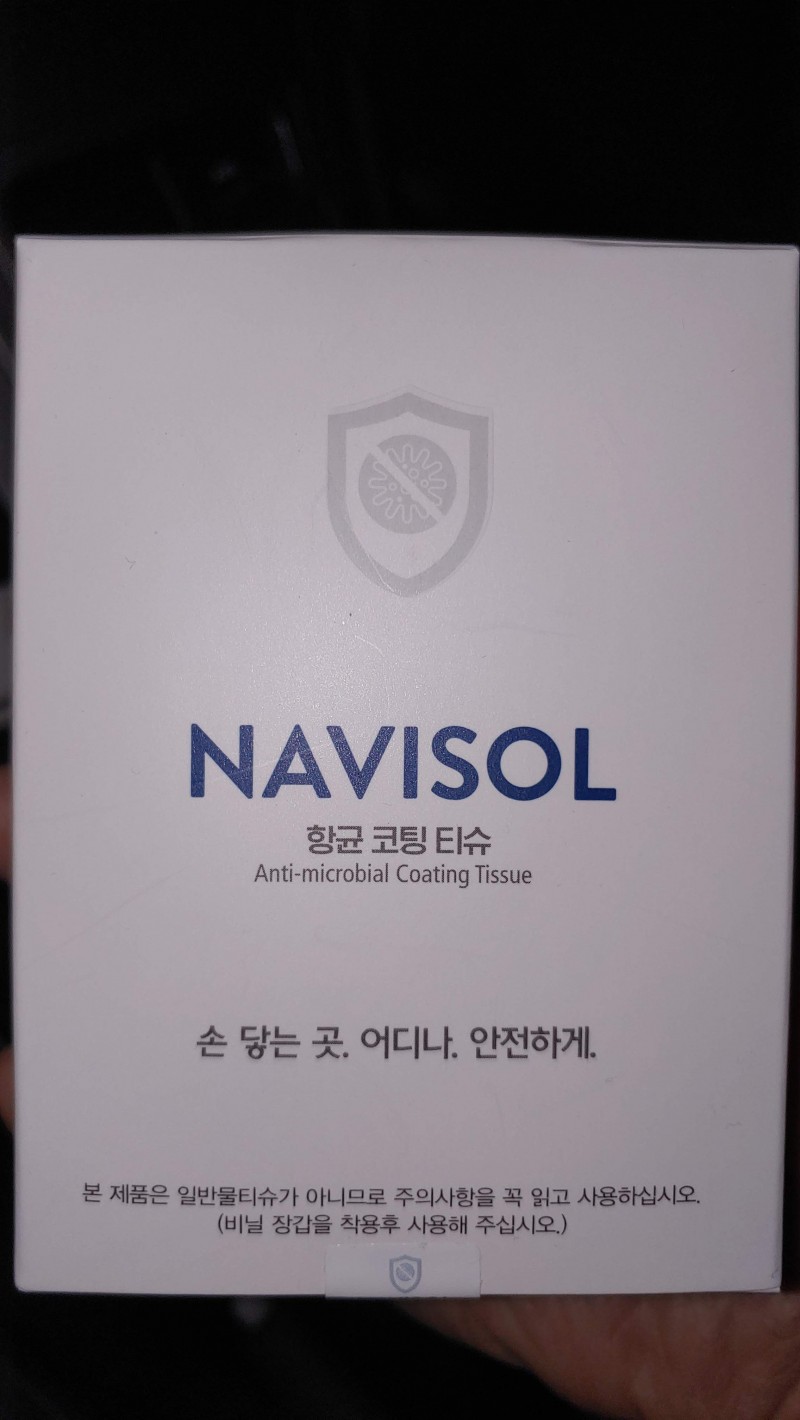 NAVISOL
항균 코팅 티슈
Anti-microbial Coating Tissue
손 닿는 곳. 어디나. 안전하게.
본 제품은 일반물티슈가 아니므로 주의사항을 꼭 읽고 사용하십시오.
(비닐 장갑을 착용후 사용해 주십시오.)